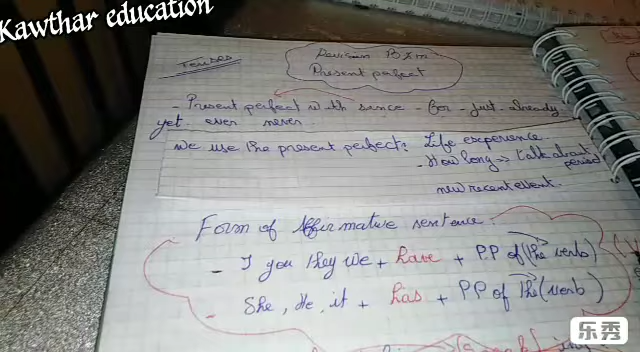 Kawthar education
Tenses
Revision B2m
Present perfect
- Present perfect with since - for - just - already
yet - ever never.
We use the present perfect: Life experience.
- How long => talk about period
new recent event.
Form of Affirmative sentence.
- I you they we + have + P.P of (the verb)
- She, He, it + has + PP of the (verb)
乐秀